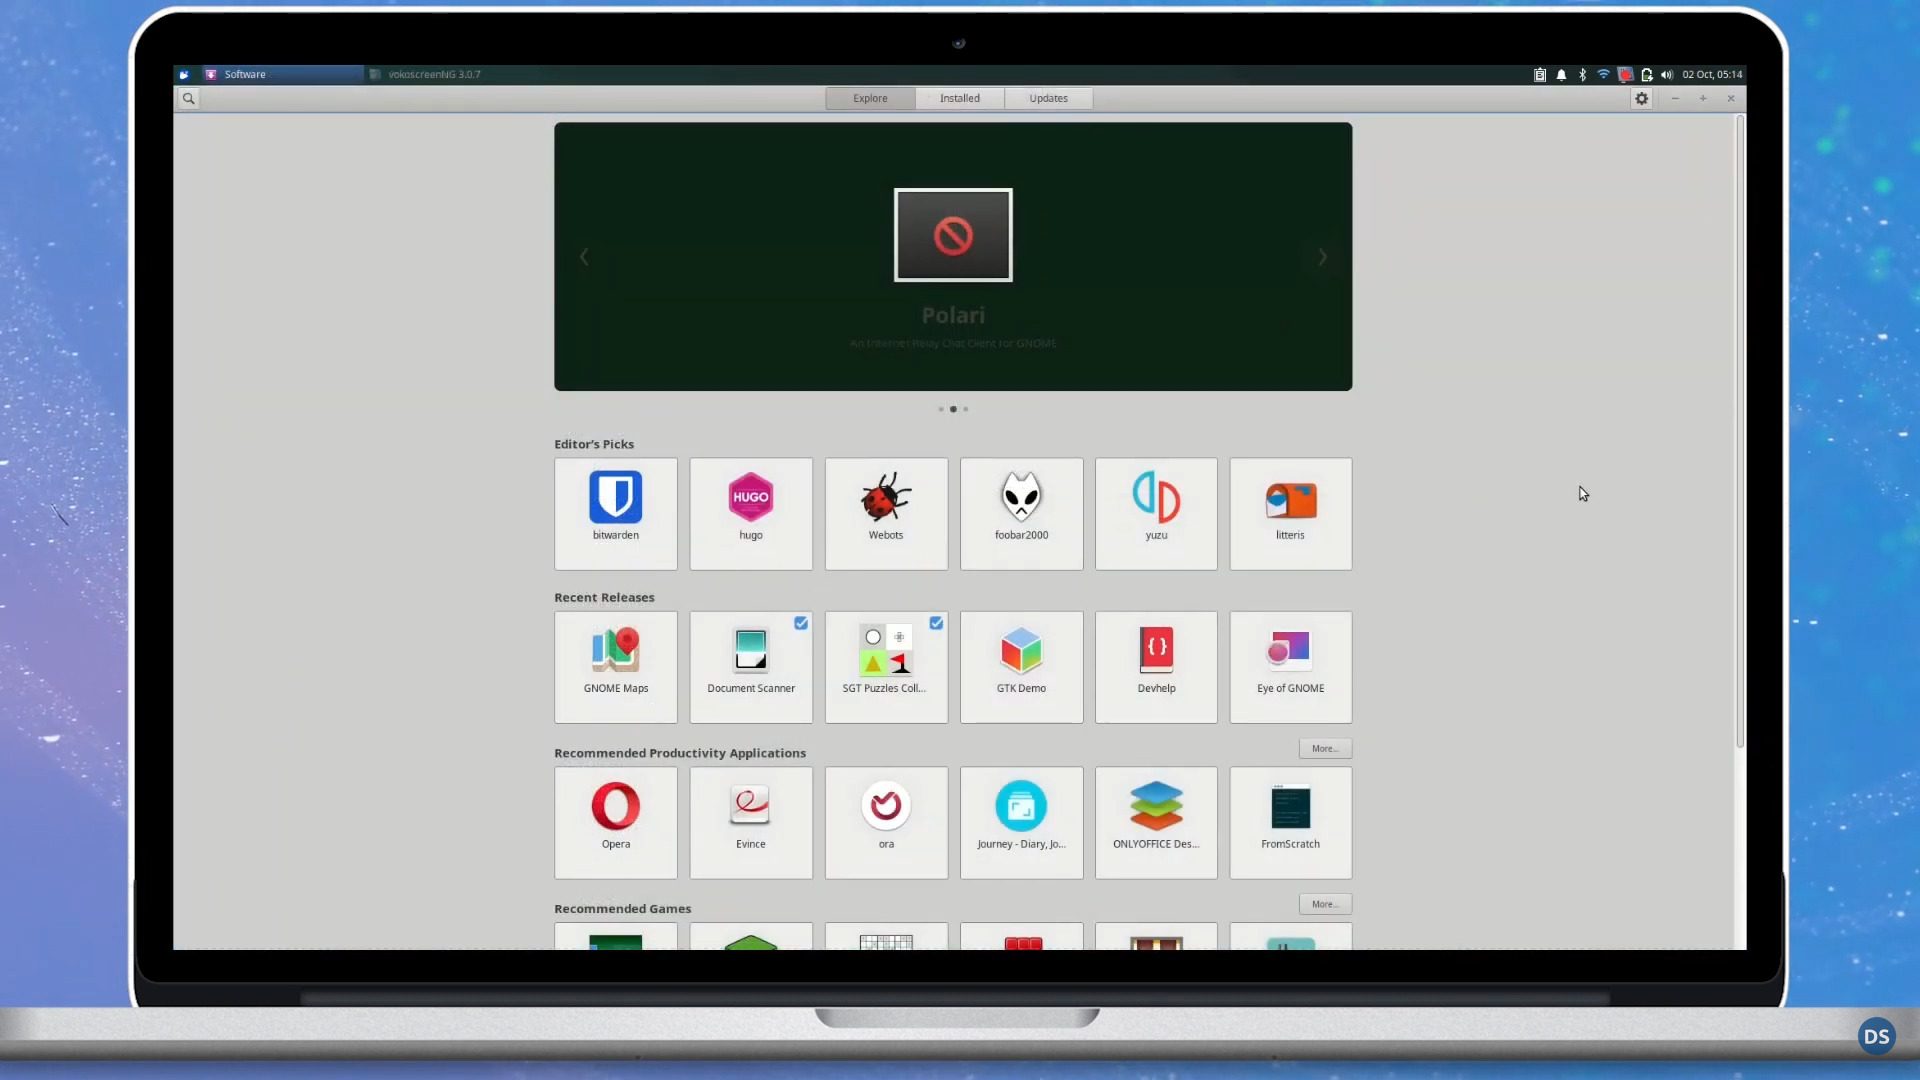 Software
vokoscreenNG 3.0.7
02 Oct, 05:14
Explore
Installed
Updates
Polari
An Internet Relay Chat Client for GNOME
Editor's Picks
bitwarden
HUGO
hugo
Webots
foobar2000
yuzu
litteris
Recent Releases
GNOME Maps
Document Scanner
SGT Puzzles Coll...
GTK Demo
{ }
Devhelp
Eye of GNOME
Recommended Productivity Applications
More...
Opera
Evince
ora
Journey - Diary, Jo...
ONLYOFFICE Des...
FromScratch
Recommended Games
More...
DS